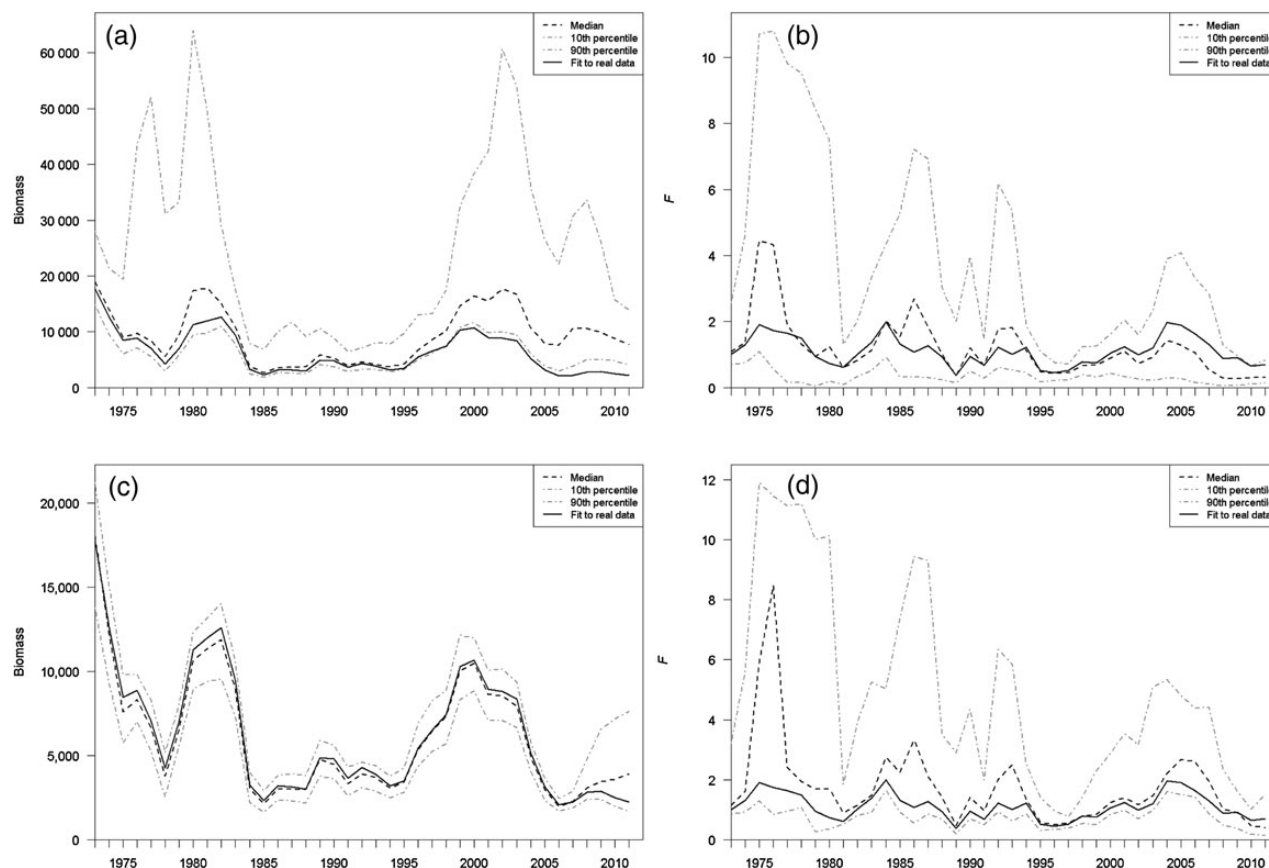 (a)
Median
10th percentile
90th percentile
Fit to real data
Biomass
60 000
50 000
40 000
30 000
20 000
10 000
0
1975 1980 1985 1990 1995 2000 2005 2010
(b)
Median
10th percentile
90th percentile
Fit to real data
F
10
8
6
4
2
0
1975 1980 1985 1990 1995 2000 2005 2010
(c)
Median
10th percentile
90th percentile
Fit to real data
Biomass
20,000
15,000
10,000
5,000
0
1975 1980 1985 1990 1995 2000 2005 2010
(d)
Median
10th percentile
90th percentile
Fit to real data
F
12
10
8
6
4
2
0
1975 1980 1985 1990 1995 2000 2005 2010